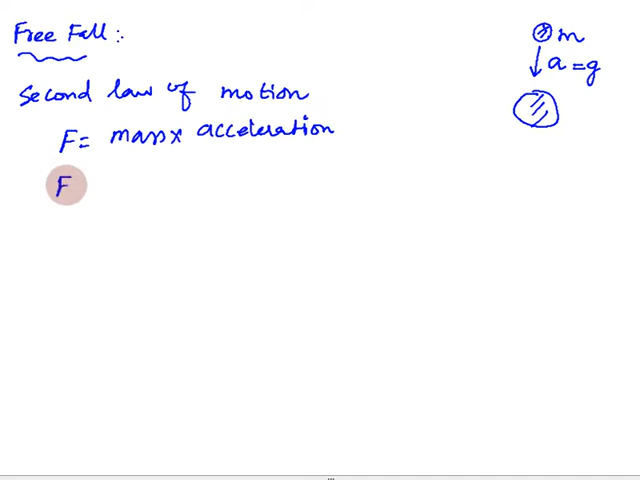 Free Fall :
m
a = g
Second law of motion
F = mass x acceleration
F